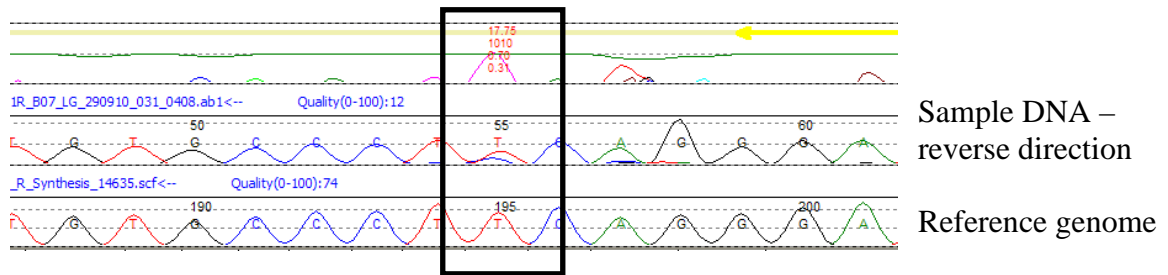 17.75
1010
0.70
0.31
1R_B07_LG_290910_031_0408.ab1<-- Quality(0-100):12
50 55 60
T G T G C C C T T C A G G G A
Sample DNA –
reverse direction
_R_Synthesis_14635.scf<-- Quality(0-100):74
190 195 200
T G T G C C C T T C A G G G A
Reference genome